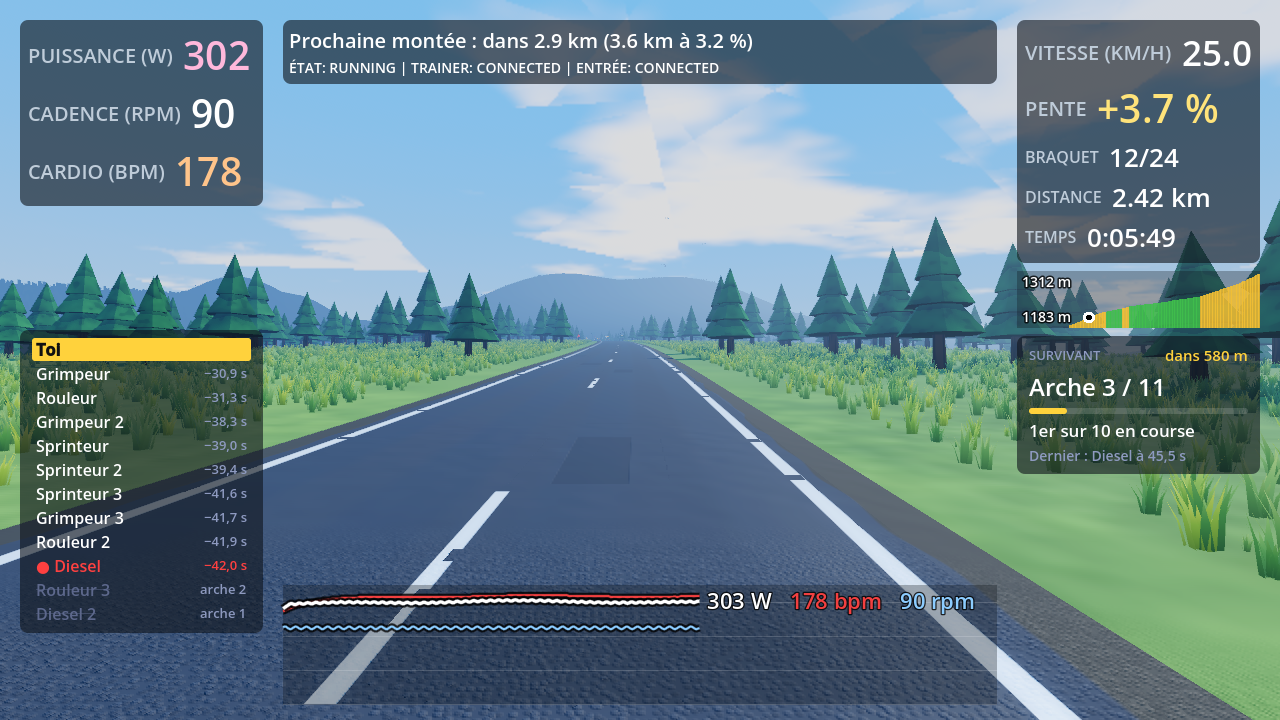 PUISSANCE (W) 302
CADENCE (RPM) 90
CARDIO (BPM) 178
Prochaine montée : dans 2.9 km (3.6 km à 3.2 %)
ÉTAT: RUNNING | TRAINER: CONNECTED | ENTRÉE: CONNECTED
VITESSE (KM/H) 25.0
PENTE +3.7 %
BRAQUET 12/24
DISTANCE 2.42 km
TEMPS 0:05:49
1312 m
1183 m
SURVIVANT dans 580 m
Arche 3 / 11
1er sur 10 en course
Dernier : Diesel à 45,5 s
Toi
Grimpeur −30,9 s
Rouleur −31,3 s
Grimpeur 2 −38,3 s
Sprinteur −39,0 s
Sprinteur 2 −39,4 s
Sprinteur 3 −41,6 s
Grimpeur 3 −41,7 s
Rouleur 2 −41,9 s
Diesel −42,0 s
Rouleur 3 arche 2
Diesel 2 arche 1
303 W 178 bpm 90 rpm